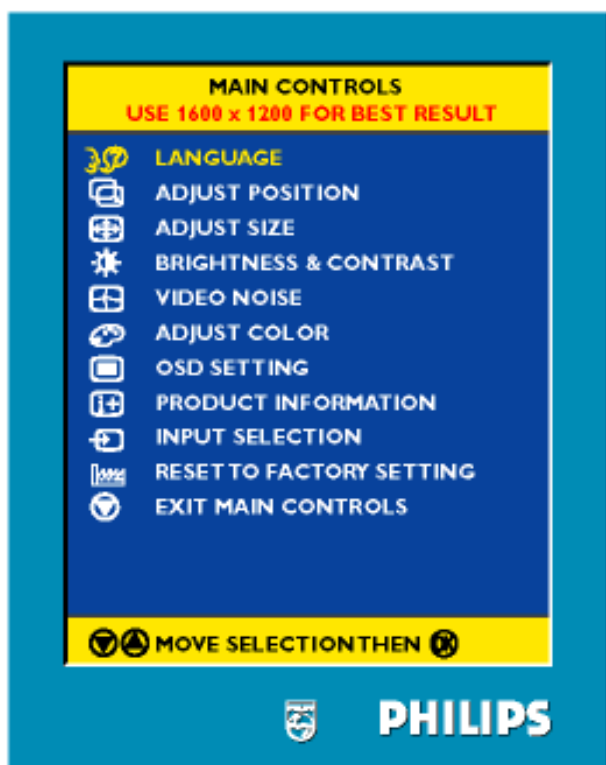 MAIN CONTROLS
USE 1600 x 1200 FOR BEST RESULT
LANGUAGE
ADJUST POSITION
ADJUST SIZE
BRIGHTNESS & CONTRAST
VIDEO NOISE
ADJUST COLOR
OSD SETTING
PRODUCT INFORMATION
INPUT SELECTION
RESET TO FACTORY SETTING
EXIT MAIN CONTROLS
MOVE SELECTION THEN OK
PHILIPS